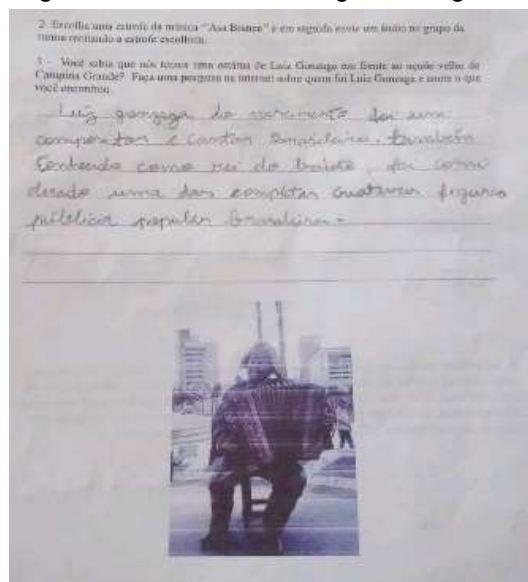 2- Escolha uma estrofe da música "Asa Branca" e em seguida envie um áudio no grupo da
turma recitando a estrofe escolhida.
3 - Você sabia que nós temos uma estátua de Luiz Gonzaga em frente ao açude velho de
Campina Grande? Faça uma pesquisa na internet sobre quem foi Luiz Gonzaga e anote o que
você encontrou.
Luiz gonzaga do nascimento foi um
compositor e cantor Brasileiro. também
Conhecido como rei do baião, foi consi
derado uma das completas figuras
popular Brasileira.